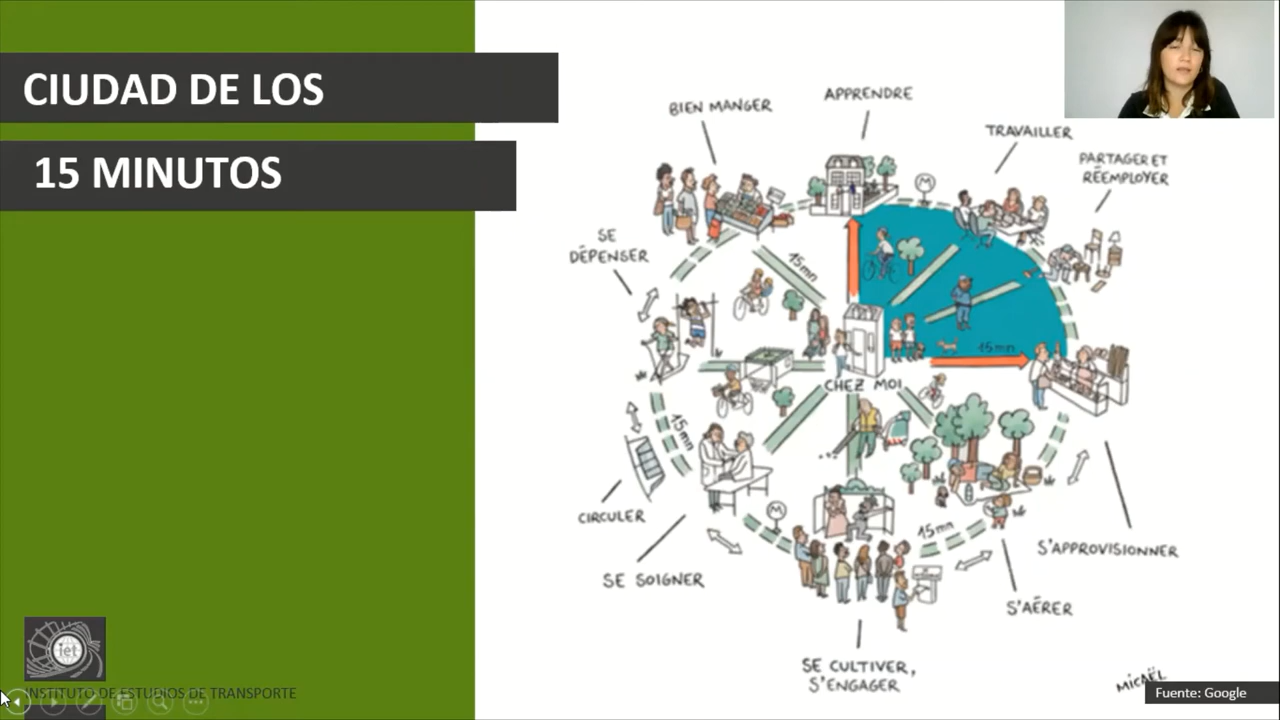 CIUDAD DE LOS
15 MINUTOS
BIEN MANGER
APPRENDRE
TRAVAILLER
PARTAGER ET
RÉEMPLOYER
SE
DÉPENSER
15mn
M
15mn
CHEZ MOI
15mn
CIRCULER
M
15mn
S'APPROVISIONNER
SE SOIGNER
S'AÉRER
SE CULTIVER,
S'ENGAGER
MICAËL
Fuente: Google
iet
INSTITUTO DE ESTUDIOS DE TRANSPORTE